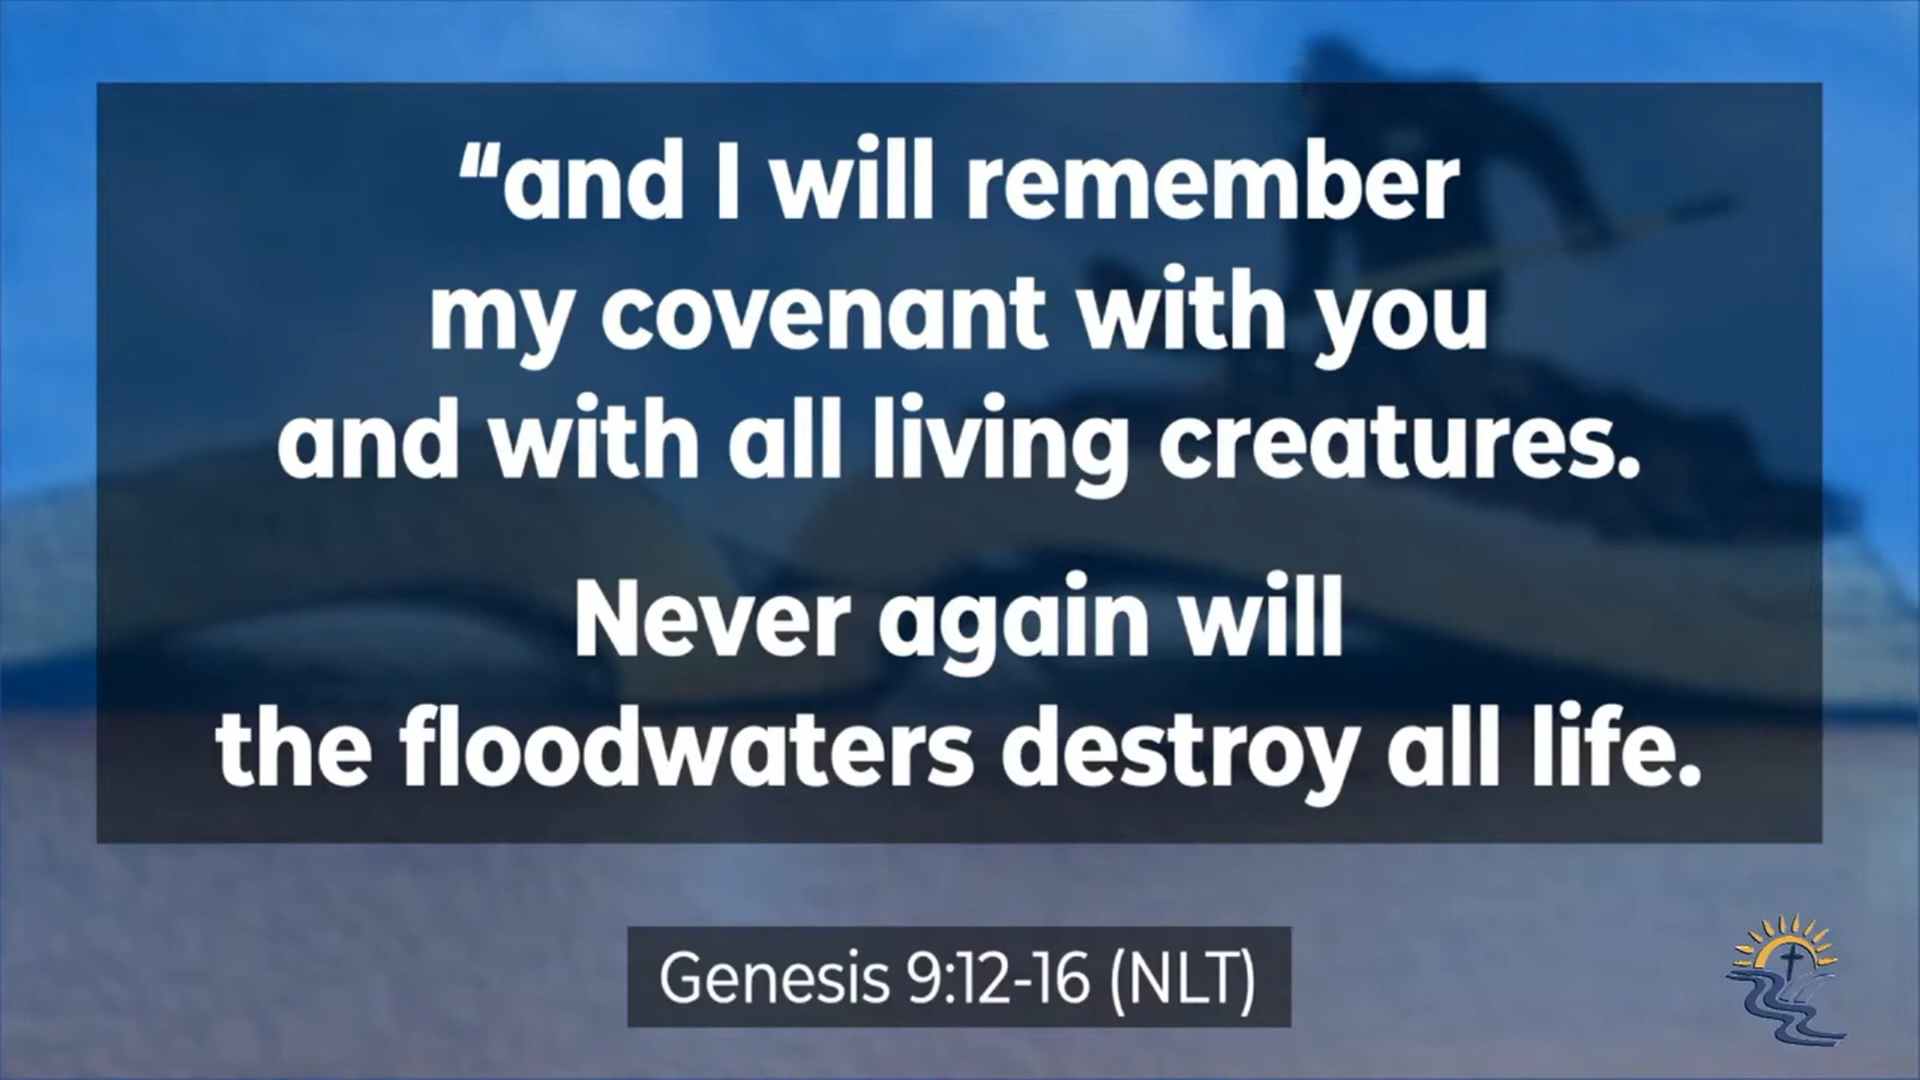 “and I will remember
my covenant with you
and with all living creatures.
Never again will
the floodwaters destroy all life.
Genesis 9:12-16 (NLT)